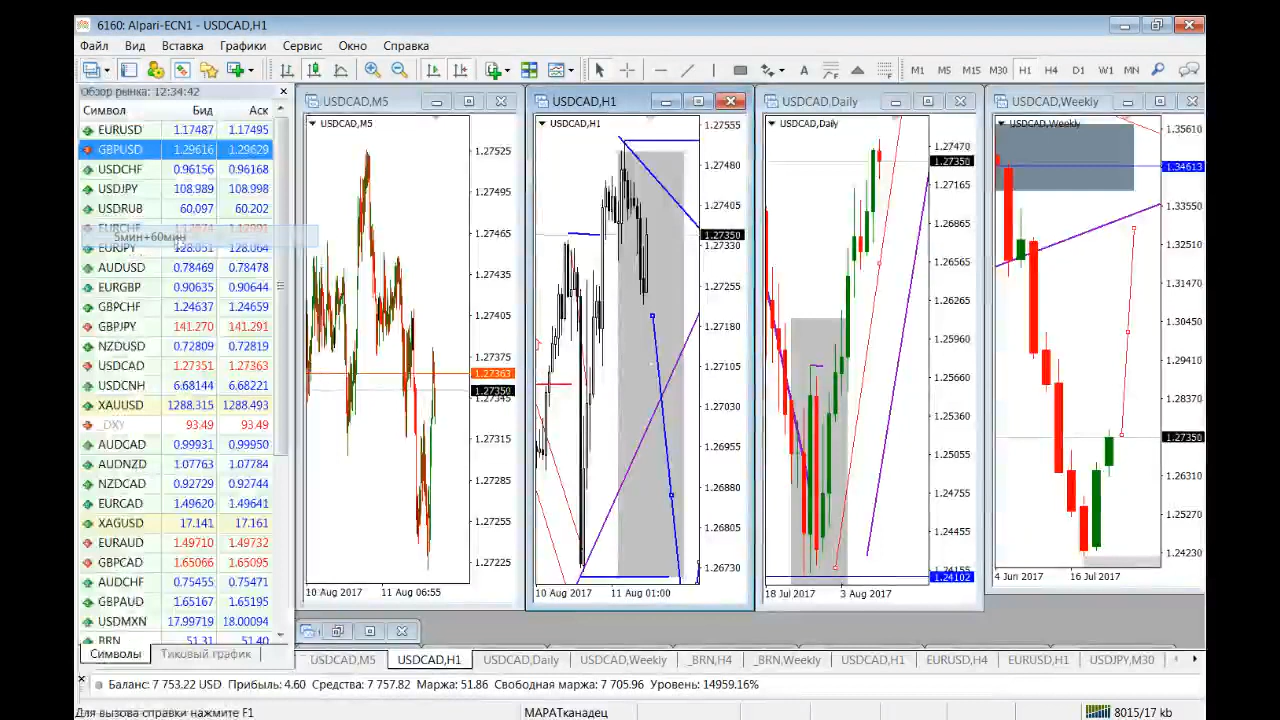 6160: Alpari-ECN1 - USDCAD,H1
Файл Вид Вставка Графики Сервис Окно Справка
A M1 M5 M15 M30 H1 H4 D1 W1 MN
Обзор рынка: 12:34:42
Символ Бид Аск
EURUSD 1.17487 1.17495
GBPUSD 1.29616 1.29629
USDCHF 0.96156 0.96168
USDJPY 108.989 108.998
USDRUB 60.097 60.202
EURCHF
5мин+60мин
EURJPY 128.051 128.064
AUDUSD 0.78469 0.78478
EURGBP 0.90635 0.90644
GBPCHF 1.24637 1.24659
GBPJPY 141.270 141.291
NZDUSD 0.72809 0.72819
USDCAD 1.27351 1.27363
USDCNH 6.68144 6.68221
XAUUSD 1288.315 1288.493
_DXY 93.49 93.49
AUDCAD 0.99931 0.99950
AUDNZD 1.07763 1.07784
NZDCAD 0.92729 0.92744
EURCAD 1.49620 1.49641
XAGUSD 17.141 17.161
EURAUD 1.49710 1.49732
GBPCAD 1.65066 1.65095
AUDCHF 0.75455 0.75471
GBPAUD 1.65167 1.65195
USDMXN 17.99719 18.00094
BRN 51.31 51.40
Символы Тиковый график
USDCAD,M5
USDCAD,M5
1.27525
1.27495
1.27465
1.27435
1.27405
1.27375
1.27363
1.27350
1.27345
1.27315
1.27285
1.27255
1.27225
10 Aug 2017 11 Aug 06:55
USDCAD,H1
USDCAD,H1
1.27555
1.27480
1.27405
1.27350
1.27330
1.27255
1.27180
1.27105
1.27030
1.26955
1.26880
1.26805
1.26730
10 Aug 2017 11 Aug 01:00
USDCAD,Daily
USDCAD,Daily
1.27470
1.27350
1.27165
1.26865
1.26565
1.26265
1.25960
1.25660
1.25360
1.25055
1.24755
1.24455
1.24155
1.24102
18 Jul 2017 3 Aug 2017
USDCAD,Weekly
USDCAD,Weekly
1.35610
1.34613
1.33550
1.32510
1.31470
1.30450
1.29410
1.28370
1.27350
1.26310
1.25270
1.24230
4 Jun 2017 16 Jul 2017
USDCAD,M5 USDCAD,H1 USDCAD,Daily USDCAD,Weekly _BRN,H4 _BRN,Weekly USDCAD,H1 EURUSD,H4 EURUSD,H1 USDJPY,M30
Баланс: 7 753.22 USD Прибыль: 4.60 Средства: 7 757.82 Маржа: 51.86 Свободная маржа: 7 705.96 Уровень: 14959.16%
Для вызова справки нажмите F1 МАРАТканадец 8015/17 kb